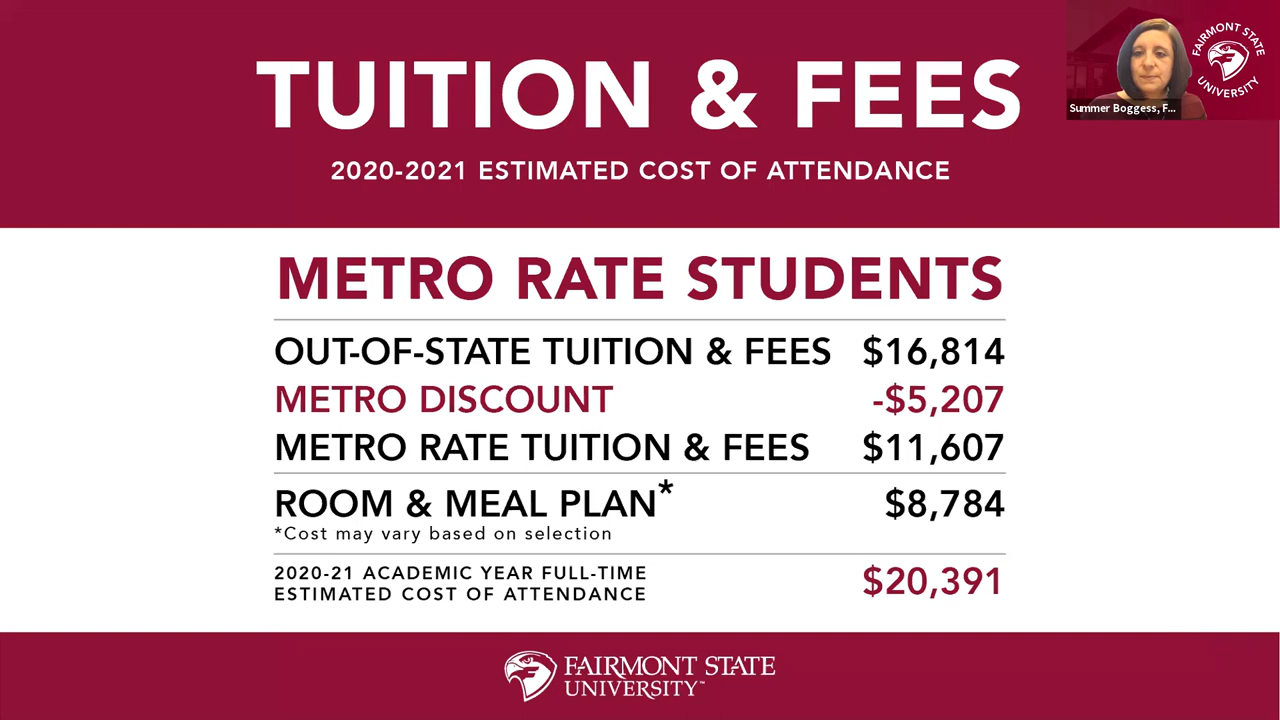 TUITION & FEES
2020-2021 ESTIMATED COST OF ATTENDANCE
Summer Boggess, F...
FAIRMONT STATE
UNIVERSITY
METRO RATE STUDENTS
OUT-OF-STATE TUITION & FEES $16,814
METRO DISCOUNT -$5,207
METRO RATE TUITION & FEES $11,607
ROOM & MEAL PLAN* $8,784
*Cost may vary based on selection
2020-21 ACADEMIC YEAR FULL-TIME
ESTIMATED COST OF ATTENDANCE $20,391
FAIRMONT STATE
UNIVERSITY™